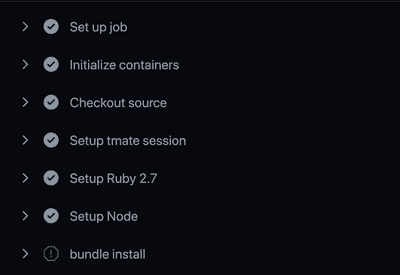 Set up job
Initialize containers
Checkout source
Setup tmate session
Setup Ruby 2.7
Setup Node
bundle install